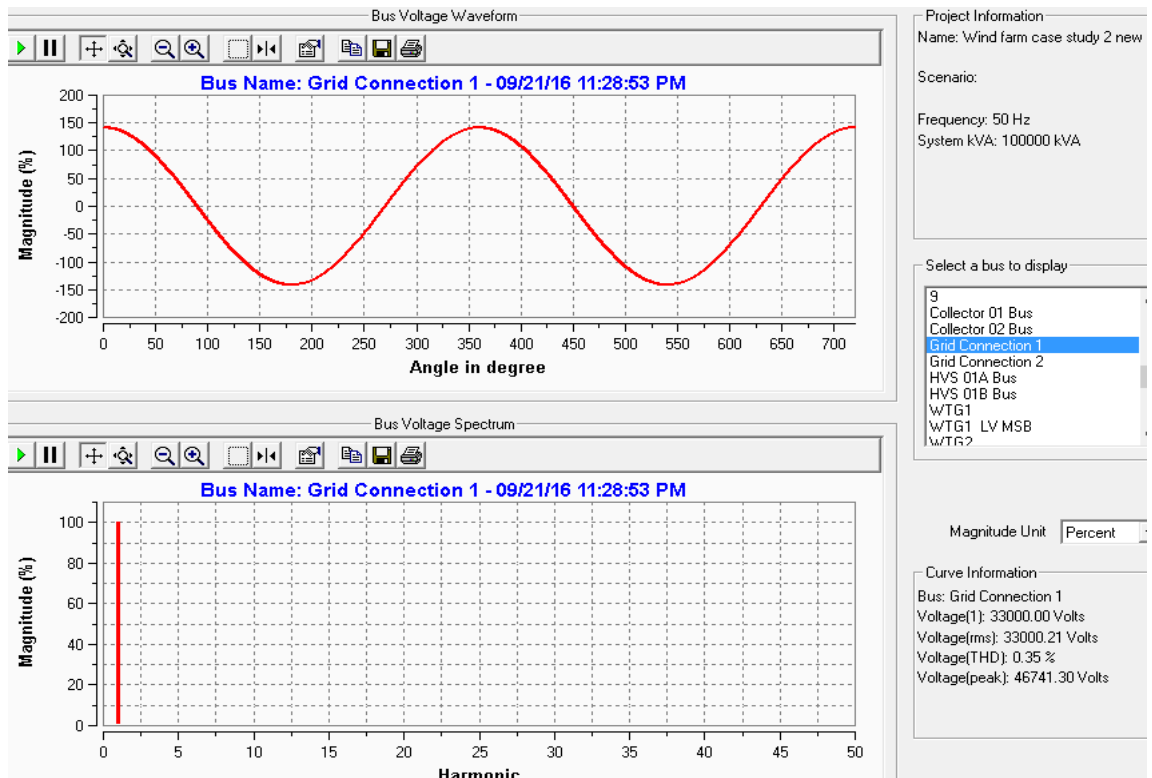 Bus Voltage Waveform
Bus Name: Grid Connection 1 - 09/21/16 11:28:53 PM
200
150
100
50
0
-50
-100
-150
-200
Magnitude (%)
0 50 100 150 200 250 300 350 400 450 500 550 600 650 700
Angle in degree
Bus Voltage Spectrum
Bus Name: Grid Connection 1 - 09/21/16 11:28:53 PM
100
80
60
40
20
0
Magnitude (%)
0 5 10 15 20 25 30 35 40 45 50
Harmonic
Project Information
Name: Wind farm case study 2 new
Scenario:
Frequency: 50 Hz
System kVA: 100000 kVA
Select a bus to display
9
Collector 01 Bus
Collector 02 Bus
Grid Connection 1
Grid Connection 2
HVS 01A Bus
HVS 01B Bus
WTG1
WTG1 LV MSB
WTG2
Magnitude Unit Percent
Curve Information
Bus: Grid Connection 1
Voltage(1): 33000.00 Volts
Voltage(rms): 33000.21 Volts
Voltage(THD): 0.35 %
Voltage(peak): 46741.30 Volts